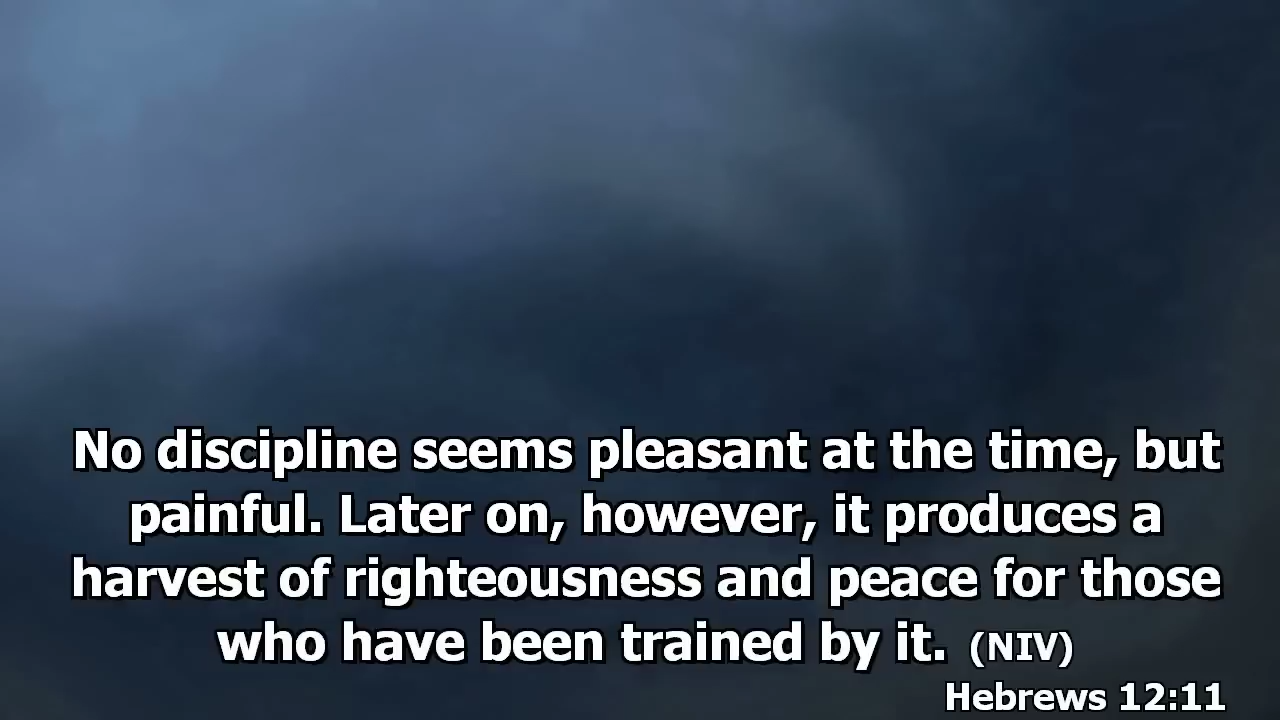 No discipline seems pleasant at the time, but
painful. Later on, however, it produces a
harvest of righteousness and peace for those
who have been trained by it. (NIV)
Hebrews 12:11